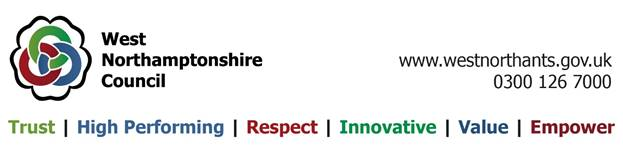 West
Northamptonshire
Council
www.westnorthants.gov.uk
0300 126 7000
Trust | High Performing | Respect | Innovative | Value | Empower